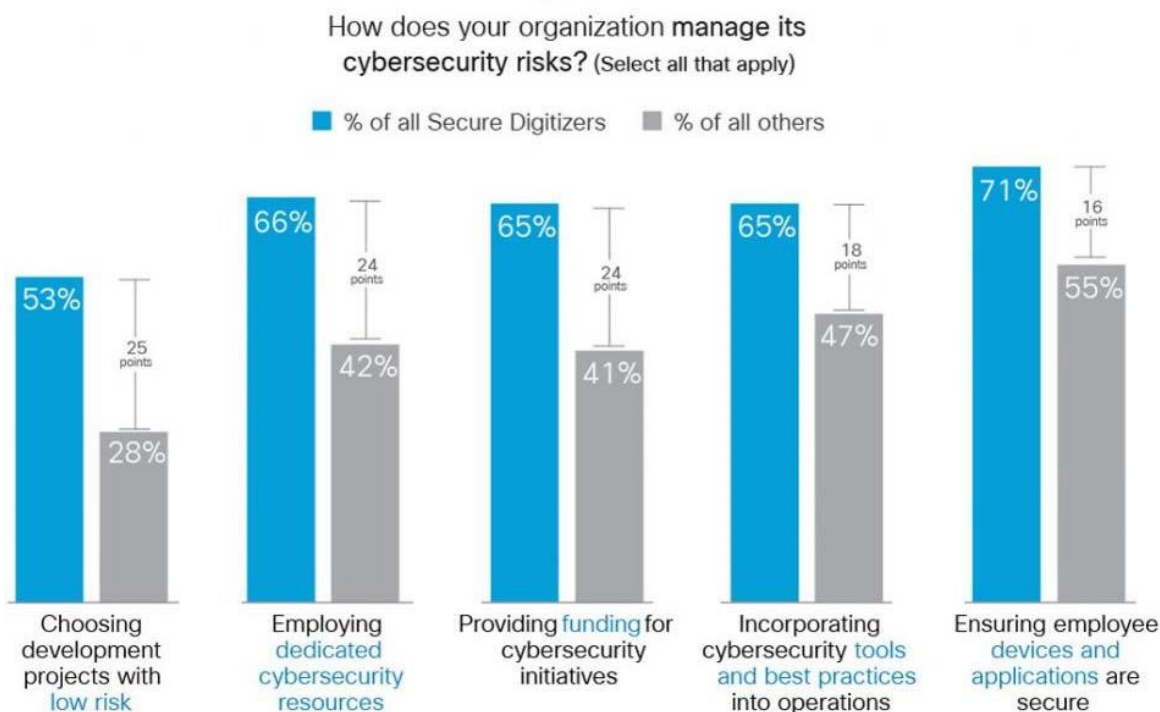 How does your organization manage its
cybersecurity risks? (Select all that apply)
% of all Secure Digitizers
% of all others
53%
25
points
28%
66%
24
points
42%
65%
24
points
41%
65%
18
points
47%
71%
16
points
55%
Choosing
development
projects with
low risk
Employing
dedicated
cybersecurity
resources
Providing funding for
cybersecurity
initiatives
Incorporating
cybersecurity tools
and best practices
into operations
Ensuring employee
devices and
applications are
secure